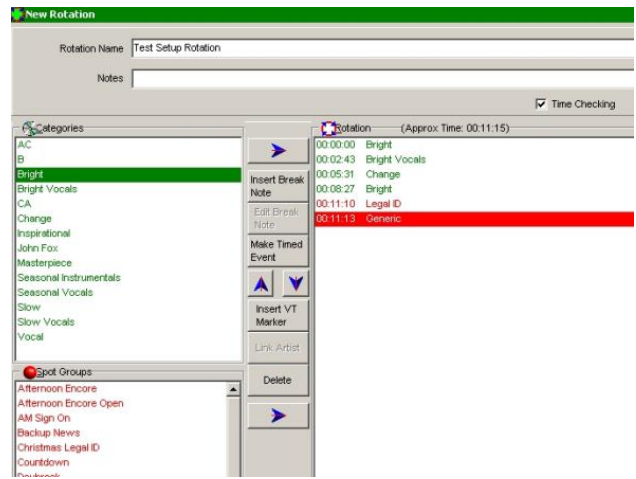 New Rotation
Rotation Name Test Setup Rotation
Notes
Time Checking
Categories
AC
B
Bright
Bright Vocals
CA
Change
Inspirational
John Fox
Masterpiece
Seasonal Instrumentals
Seasonal Vocals
Slow
Slow Vocals
Vocal
Spot Groups
Afternoon Encore
Afternoon Encore Open
AM Sign On
Backup News
Christmas Legal ID
Countdown
Daybreak
Insert Break
Note
Edit Break
Note
Make Timed
Event
Insert VT
Marker
Link Artist
Delete
Rotation (Approx Time: 00:11:15)
00:00:00 Bright
00:02:43 Bright Vocals
00:05:31 Change
00:08:27 Bright
00:11:10 Legal ID
00:11:13 Generic